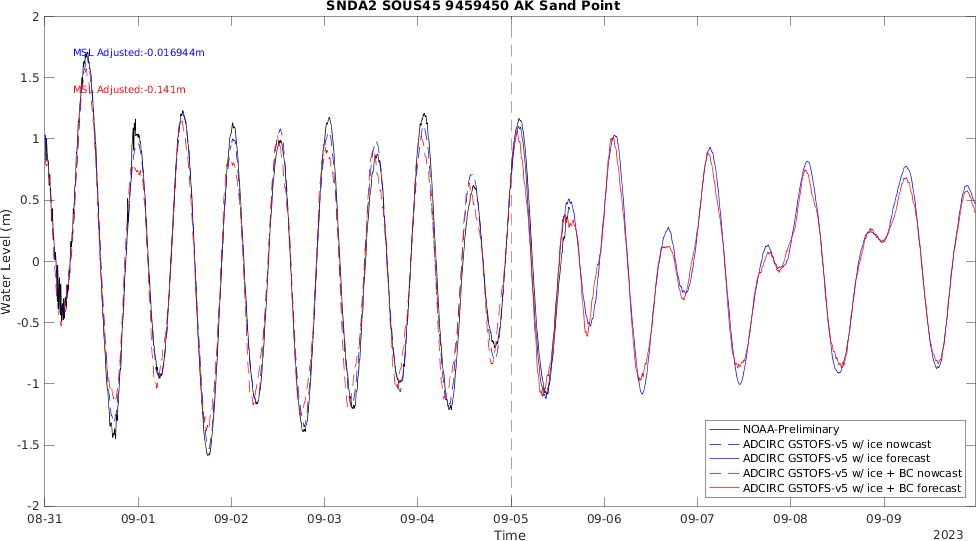 SNDA2 SOUS45 9459450 AK Sand Point
MSL Adjusted:-0.016944m
MSL Adjusted:-0.141m
Water Level (m)
2
1.5
1
0.5
0
-0.5
-1
-1.5
-2
08-31 09-01 09-02 09-03 09-04 09-05 09-06 09-07 09-08 09-09
Time
2023
NOAA-Preliminary
ADCIRC GSTOFS-v5 w/ ice nowcast
ADCIRC GSTOFS-v5 w/ ice forecast
ADCIRC GSTOFS-v5 w/ ice + BC nowcast
ADCIRC GSTOFS-v5 w/ ice + BC forecast